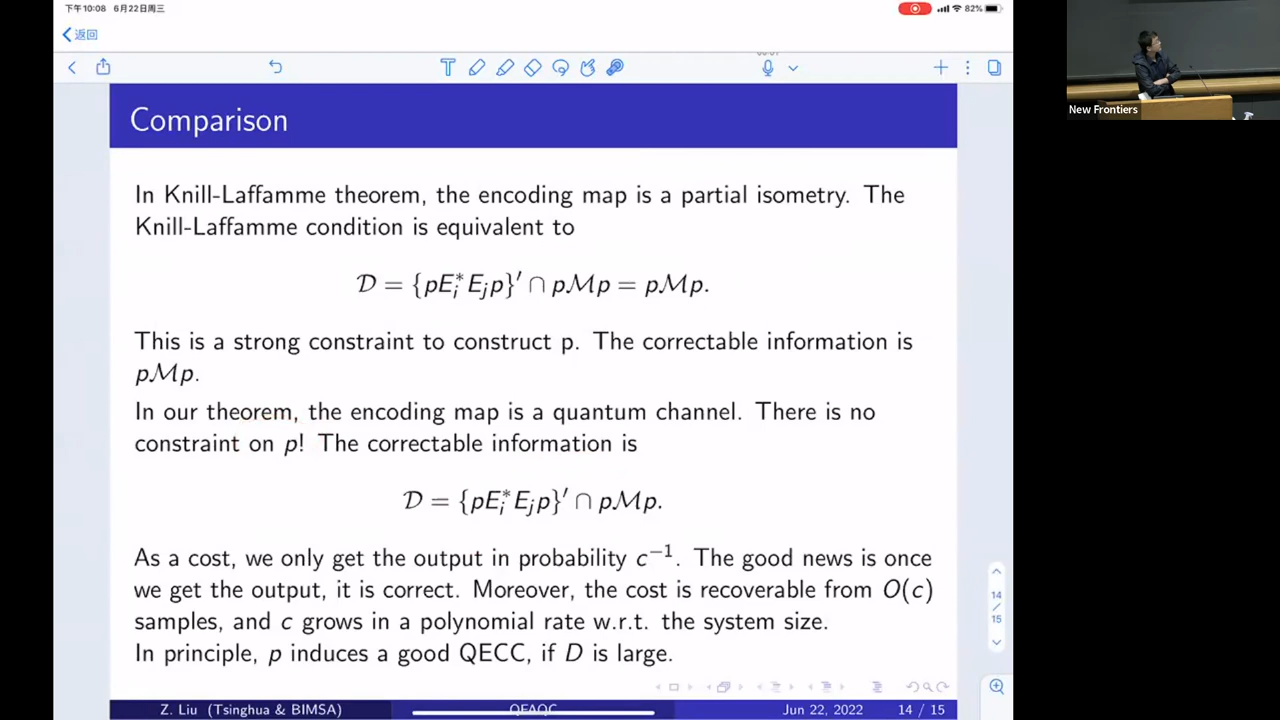 下午10:08 6月22日周三
82%
返回
New Frontiers
Comparison
In Knill-Laffamme theorem, the encoding map is a partial isometry. The
Knill-Laffamme condition is equivalent to
𝒟 = {pE_i^*E_jp}′ ∩ pℳp = pℳp.
This is a strong constraint to construct p. The correctable information is
pℳp.
In our theorem, the encoding map is a quantum channel. There is no
constraint on p! The correctable information is
𝒟 = {pE_i^*E_jp}′ ∩ pℳp.
As a cost, we only get the output in probability c⁻¹. The good news is once
we get the output, it is correct. Moreover, the cost is recoverable from O(c)
samples, and c grows in a polynomial rate w.r.t. the system size.
In principle, p induces a good QECC, if D is large.
14
/
15
Z. Liu (Tsinghua & BIMSA) QFAQC Jun 22, 2022 14 / 15